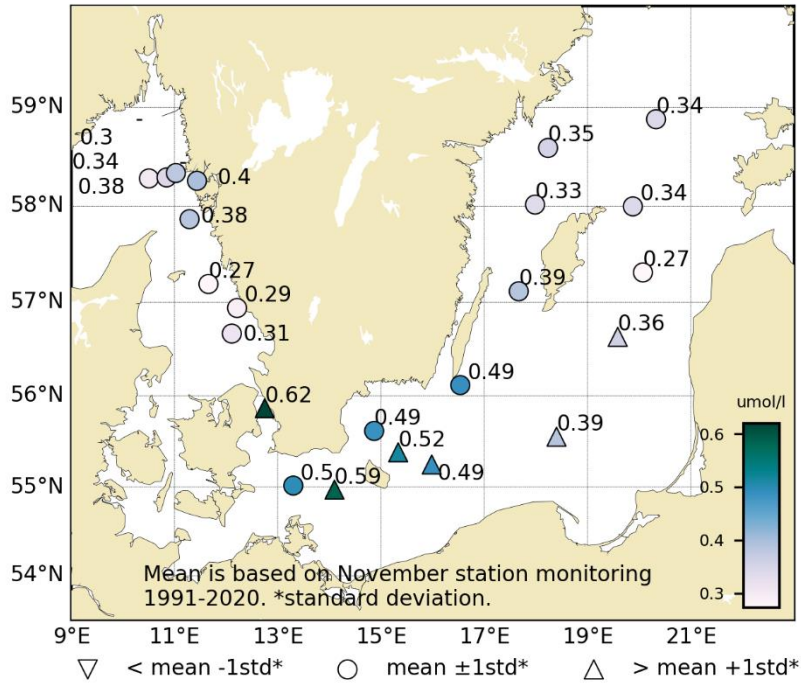 59°N
58°N
57°N
56°N
55°N
54°N
0.3
0.34
0.38
0.4
0.38
0.27
0.29
0.31
0.62
0.5
0.59
0.49
0.52
0.49
0.49
0.39
0.36
0.39
0.27
0.34
0.33
0.35
0.34
umol/l
0.6
0.5
0.4
0.3
Mean is based on November station monitoring
1991-2020. *standard deviation.
9°E 11°E 13°E 15°E 17°E 19°E 21°E
< mean -1std* mean ±1std* > mean +1std*